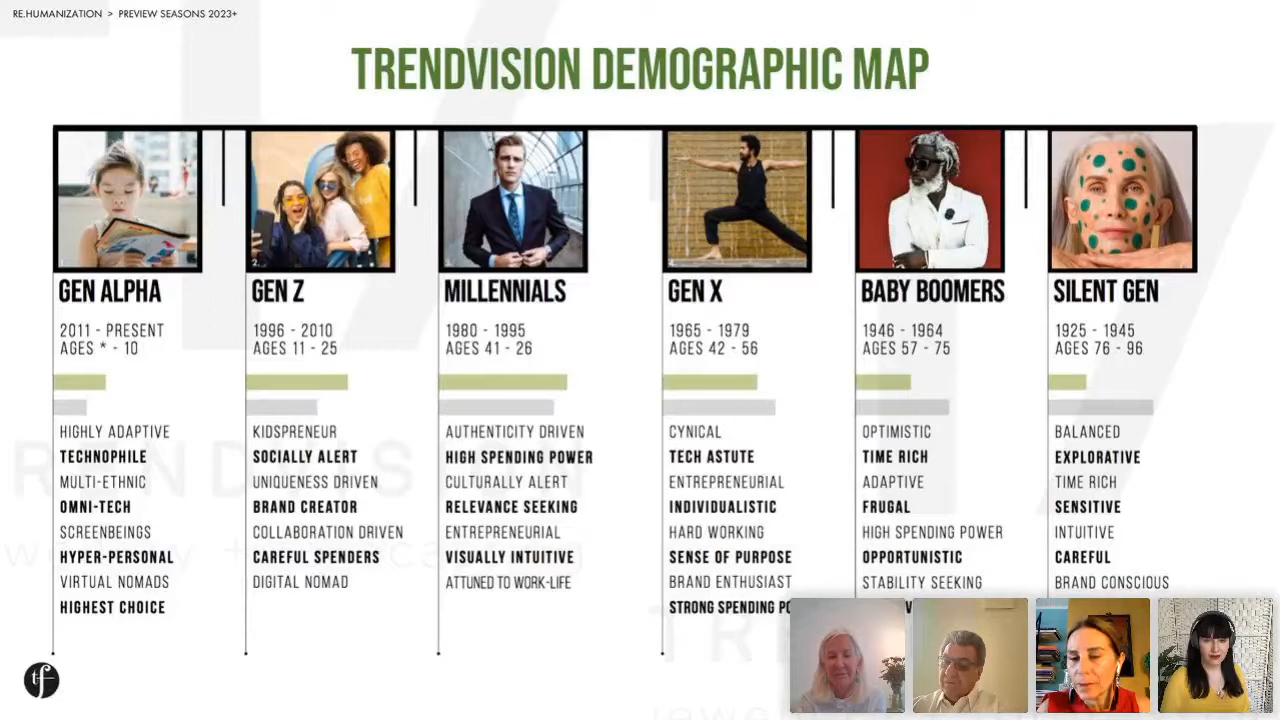 RE.HUMANIZATION > PREVIEW SEASONS 2023+
TRENDVISION DEMOGRAPHIC MAP
GEN ALPHA
2011 - PRESENT
AGES * - 10
HIGHLY ADAPTIVE
TECHNOPHILE
MULTI-ETHNIC
OMNI-TECH
SCREENBEINGS
HYPER-PERSONAL
VIRTUAL NOMADS
HIGHEST CHOICE
GEN Z
1996 - 2010
AGES 11 - 25
KIDSPRENEUR
SOCIALLY ALERT
UNIQUENESS DRIVEN
BRAND CREATOR
COLLABORATION DRIVEN
CAREFUL SPENDERS
DIGITAL NOMAD
MILLENNIALS
1980 - 1995
AGES 41 - 26
AUTHENTICITY DRIVEN
HIGH SPENDING POWER
CULTURALLY ALERT
RELEVANCE SEEKING
ENTREPRENEURIAL
VISUALLY INTUITIVE
ATTUNED TO WORK-LIFE
GEN X
1965 - 1979
AGES 42 - 56
CYNICAL
TECH ASTUTE
ENTREPRENEURIAL
INDIVIDUALISTIC
HARD WORKING
SENSE OF PURPOSE
BRAND ENTHUSIAST
STRONG SPENDING
BABY BOOMERS
1946 - 1964
AGES 57 - 75
OPTIMISTIC
TIME RICH
ADAPTIVE
FRUGAL
HIGH SPENDING POWER
OPPORTUNISTIC
STABILITY SEEKING
SILENT GEN
1925 - 1945
AGES 76 - 96
BALANCED
EXPLORATIVE
TIME RICH
SENSITIVE
INTUITIVE
CAREFUL
BRAND CONSCIOUS
tf